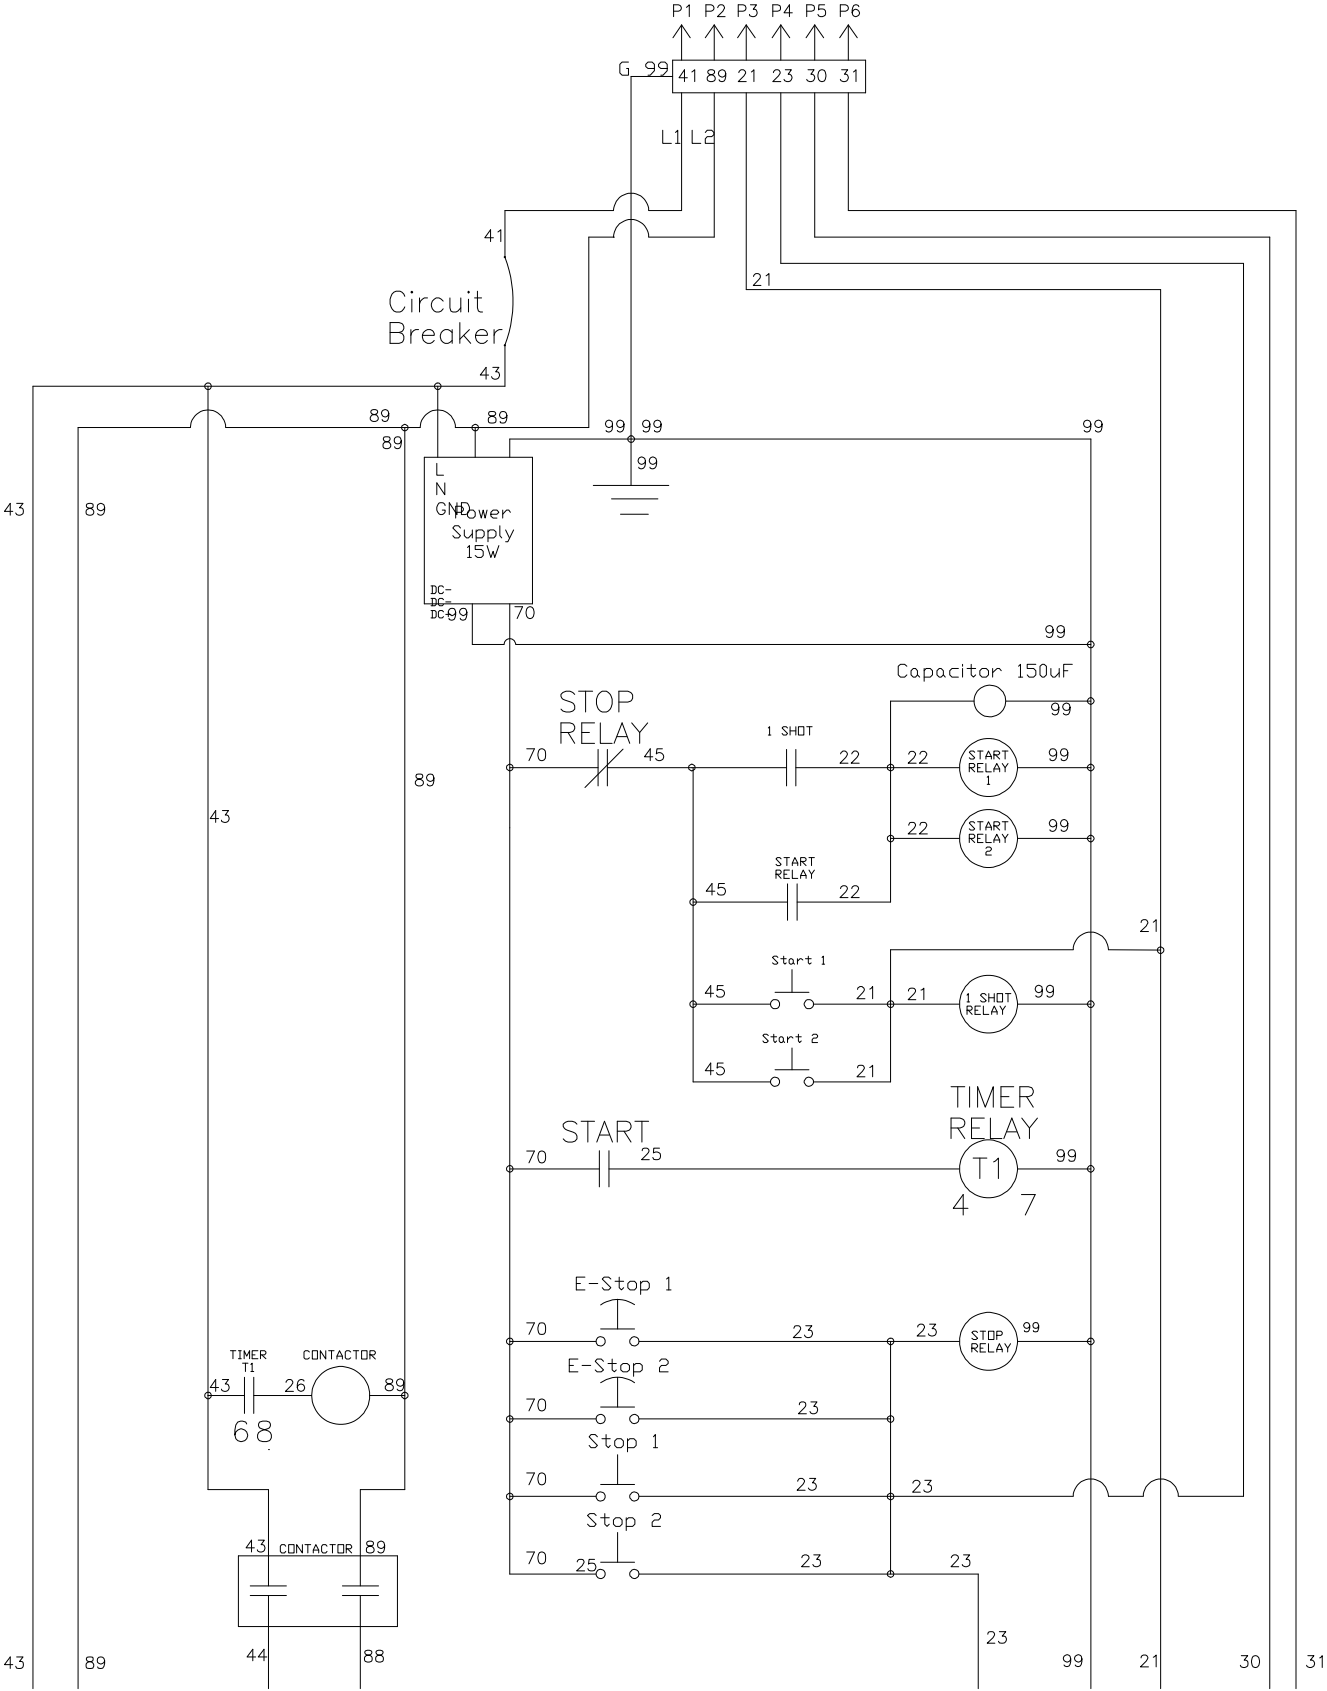 P1 P2 P3 P4 P5 P6
G 99 41 89 21 23 30 31
L1 L2
41
21
Circuit
Breaker
43
89 89
89
99 99 99
99
L
N
GND
Power
Supply
15W
43 89
DC-
DC-
DC+
99 70
99
Capacitor 150uF
99
STOP
RELAY
1 SHOT
70 45 22 22 99
START
RELAY
1
89
43
22 99
START
RELAY
2
START
RELAY
45 22
21
Start 1
45 21 21 99
1 SHOT
RELAY
Start 2
45 21
TIMER
RELAY
START
70 25 99
T1
4 7
E-Stop 1
70 23 23 99
STOP
RELAY
TIMER
T1
CONTACTOR
43 26 89
68
E-Stop 2
70 23
Stop 1
70 23 23
Stop 2
43 CONTACTOR 89
70 25 23 23
23
43 89 44 88 99 21 30 31